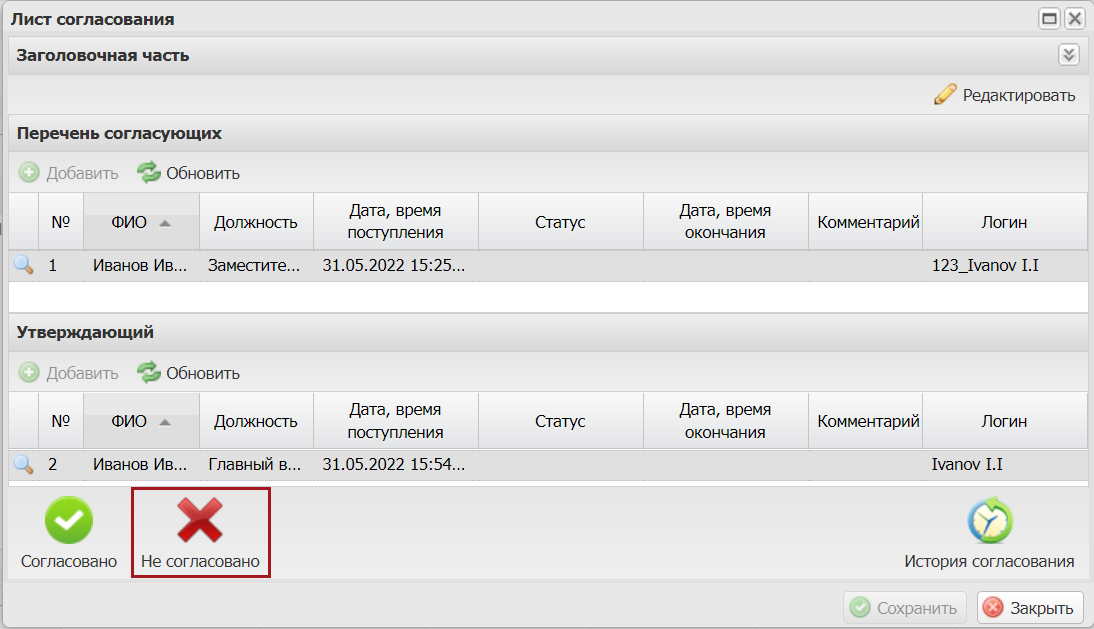 Лист согласования
Заголовочная часть
Редактировать
Перечень согласующих
Добавить Обновить
№ ФИО Должность Дата, время поступления Статус Дата, время окончания Комментарий Логин
1 Иванов Ив... Заместите... 31.05.2022 15:25... 123_Ivanov I.I
Утверждающий
Добавить Обновить
№ ФИО Должность Дата, время поступления Статус Дата, время окончания Комментарий Логин
2 Иванов Ив... Главный в... 31.05.2022 15:54... Ivanov I.I
Согласовано Не согласовано История согласования
Сохранить Закрыть